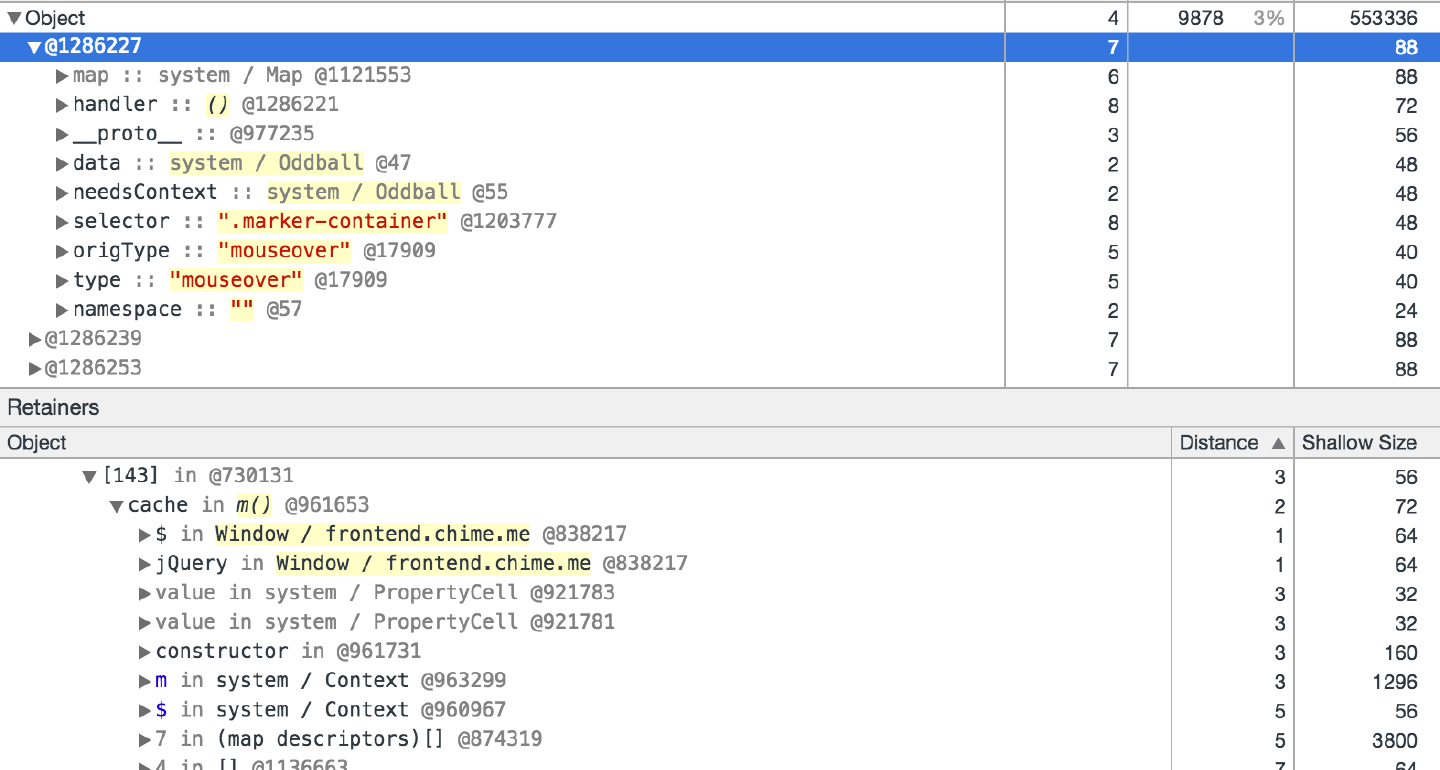 ▼Object 4 9878 3% 553336
▼@1286227 7 88
▶map :: system / Map @1121553 6 88
▶handler :: () @1286221 8 72
▶__proto__ :: @977235 3 56
▶data :: system / Oddball @47 2 48
▶needsContext :: system / Oddball @55 2 48
▶selector :: ".marker-container" @1203777 8 48
▶origType :: "mouseover" @17909 5 40
▶type :: "mouseover" @17909 5 40
▶namespace :: "" @57 2 24
▶@1286239 7 88
▶@1286253 7 88
Retainers
Object Distance ▲ Shallow Size
▼[143] in @730131 3 56
▼cache in m() @961653 2 72
▶$ in Window / frontend.chime.me @838217 1 64
▶jQuery in Window / frontend.chime.me @838217 1 64
▶value in system / PropertyCell @921783 3 32
▶value in system / PropertyCell @921781 3 32
▶constructor in @961731 3 160
▶m in system / Context @963299 3 1296
▶$ in system / Context @960967 5 56
▶7 in (map descriptors)[] @874319 5 3800
▶4 in [] @1136663 7 64